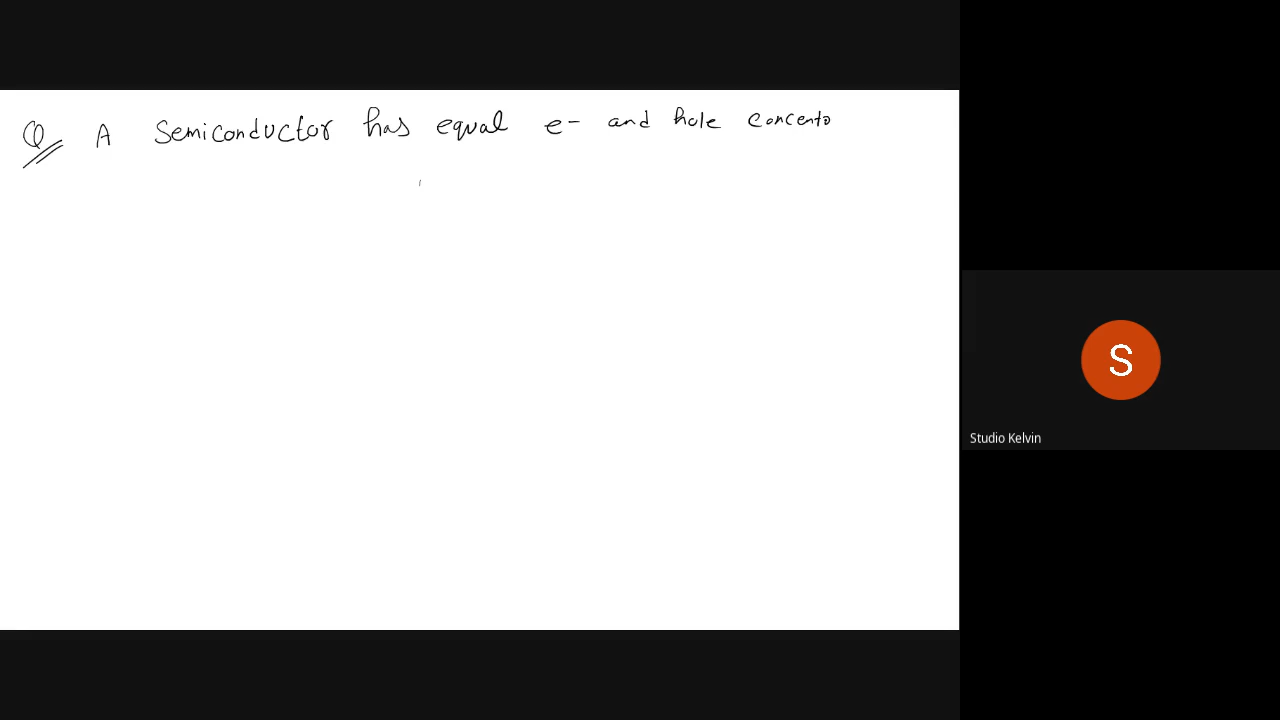 Q A Semiconductor has equal e- and hole concento
S
Studio Kelvin